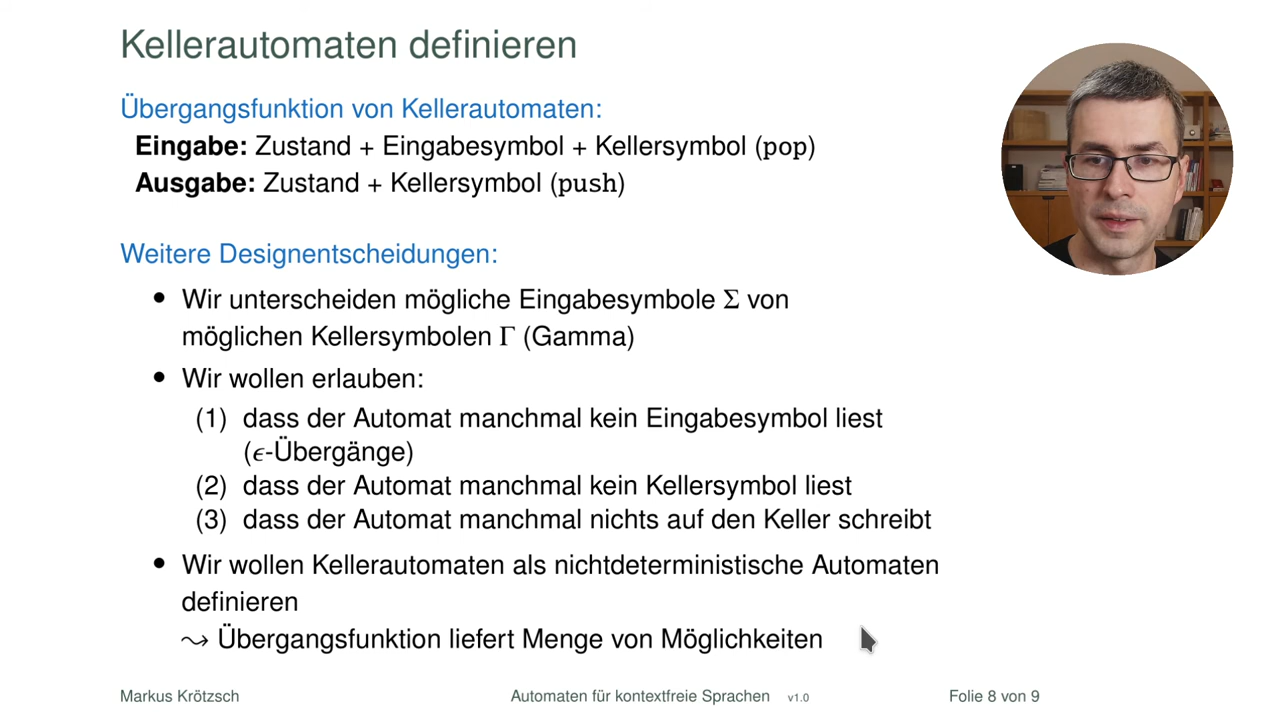 Kellerautomaten definieren
Übergangsfunktion von Kellerautomaten:
Eingabe: Zustand + Eingabesymbol + Kellersymbol (pop)
Ausgabe: Zustand + Kellersymbol (push)
Weitere Designentscheidungen:
• Wir unterscheiden mögliche Eingabesymbole Σ von
möglichen Kellersymbolen Γ (Gamma)
• Wir wollen erlauben:
(1) dass der Automat manchmal kein Eingabesymbol liest
(ϵ-Übergänge)
(2) dass der Automat manchmal kein Kellersymbol liest
(3) dass der Automat manchmal nichts auf den Keller schreibt
• Wir wollen Kellerautomaten als nichtdeterministische Automaten
definieren
⇝ Übergangsfunktion liefert Menge von Möglichkeiten
Markus Krötzsch Automaten für kontextfreie Sprachen v1.0 Folie 8 von 9